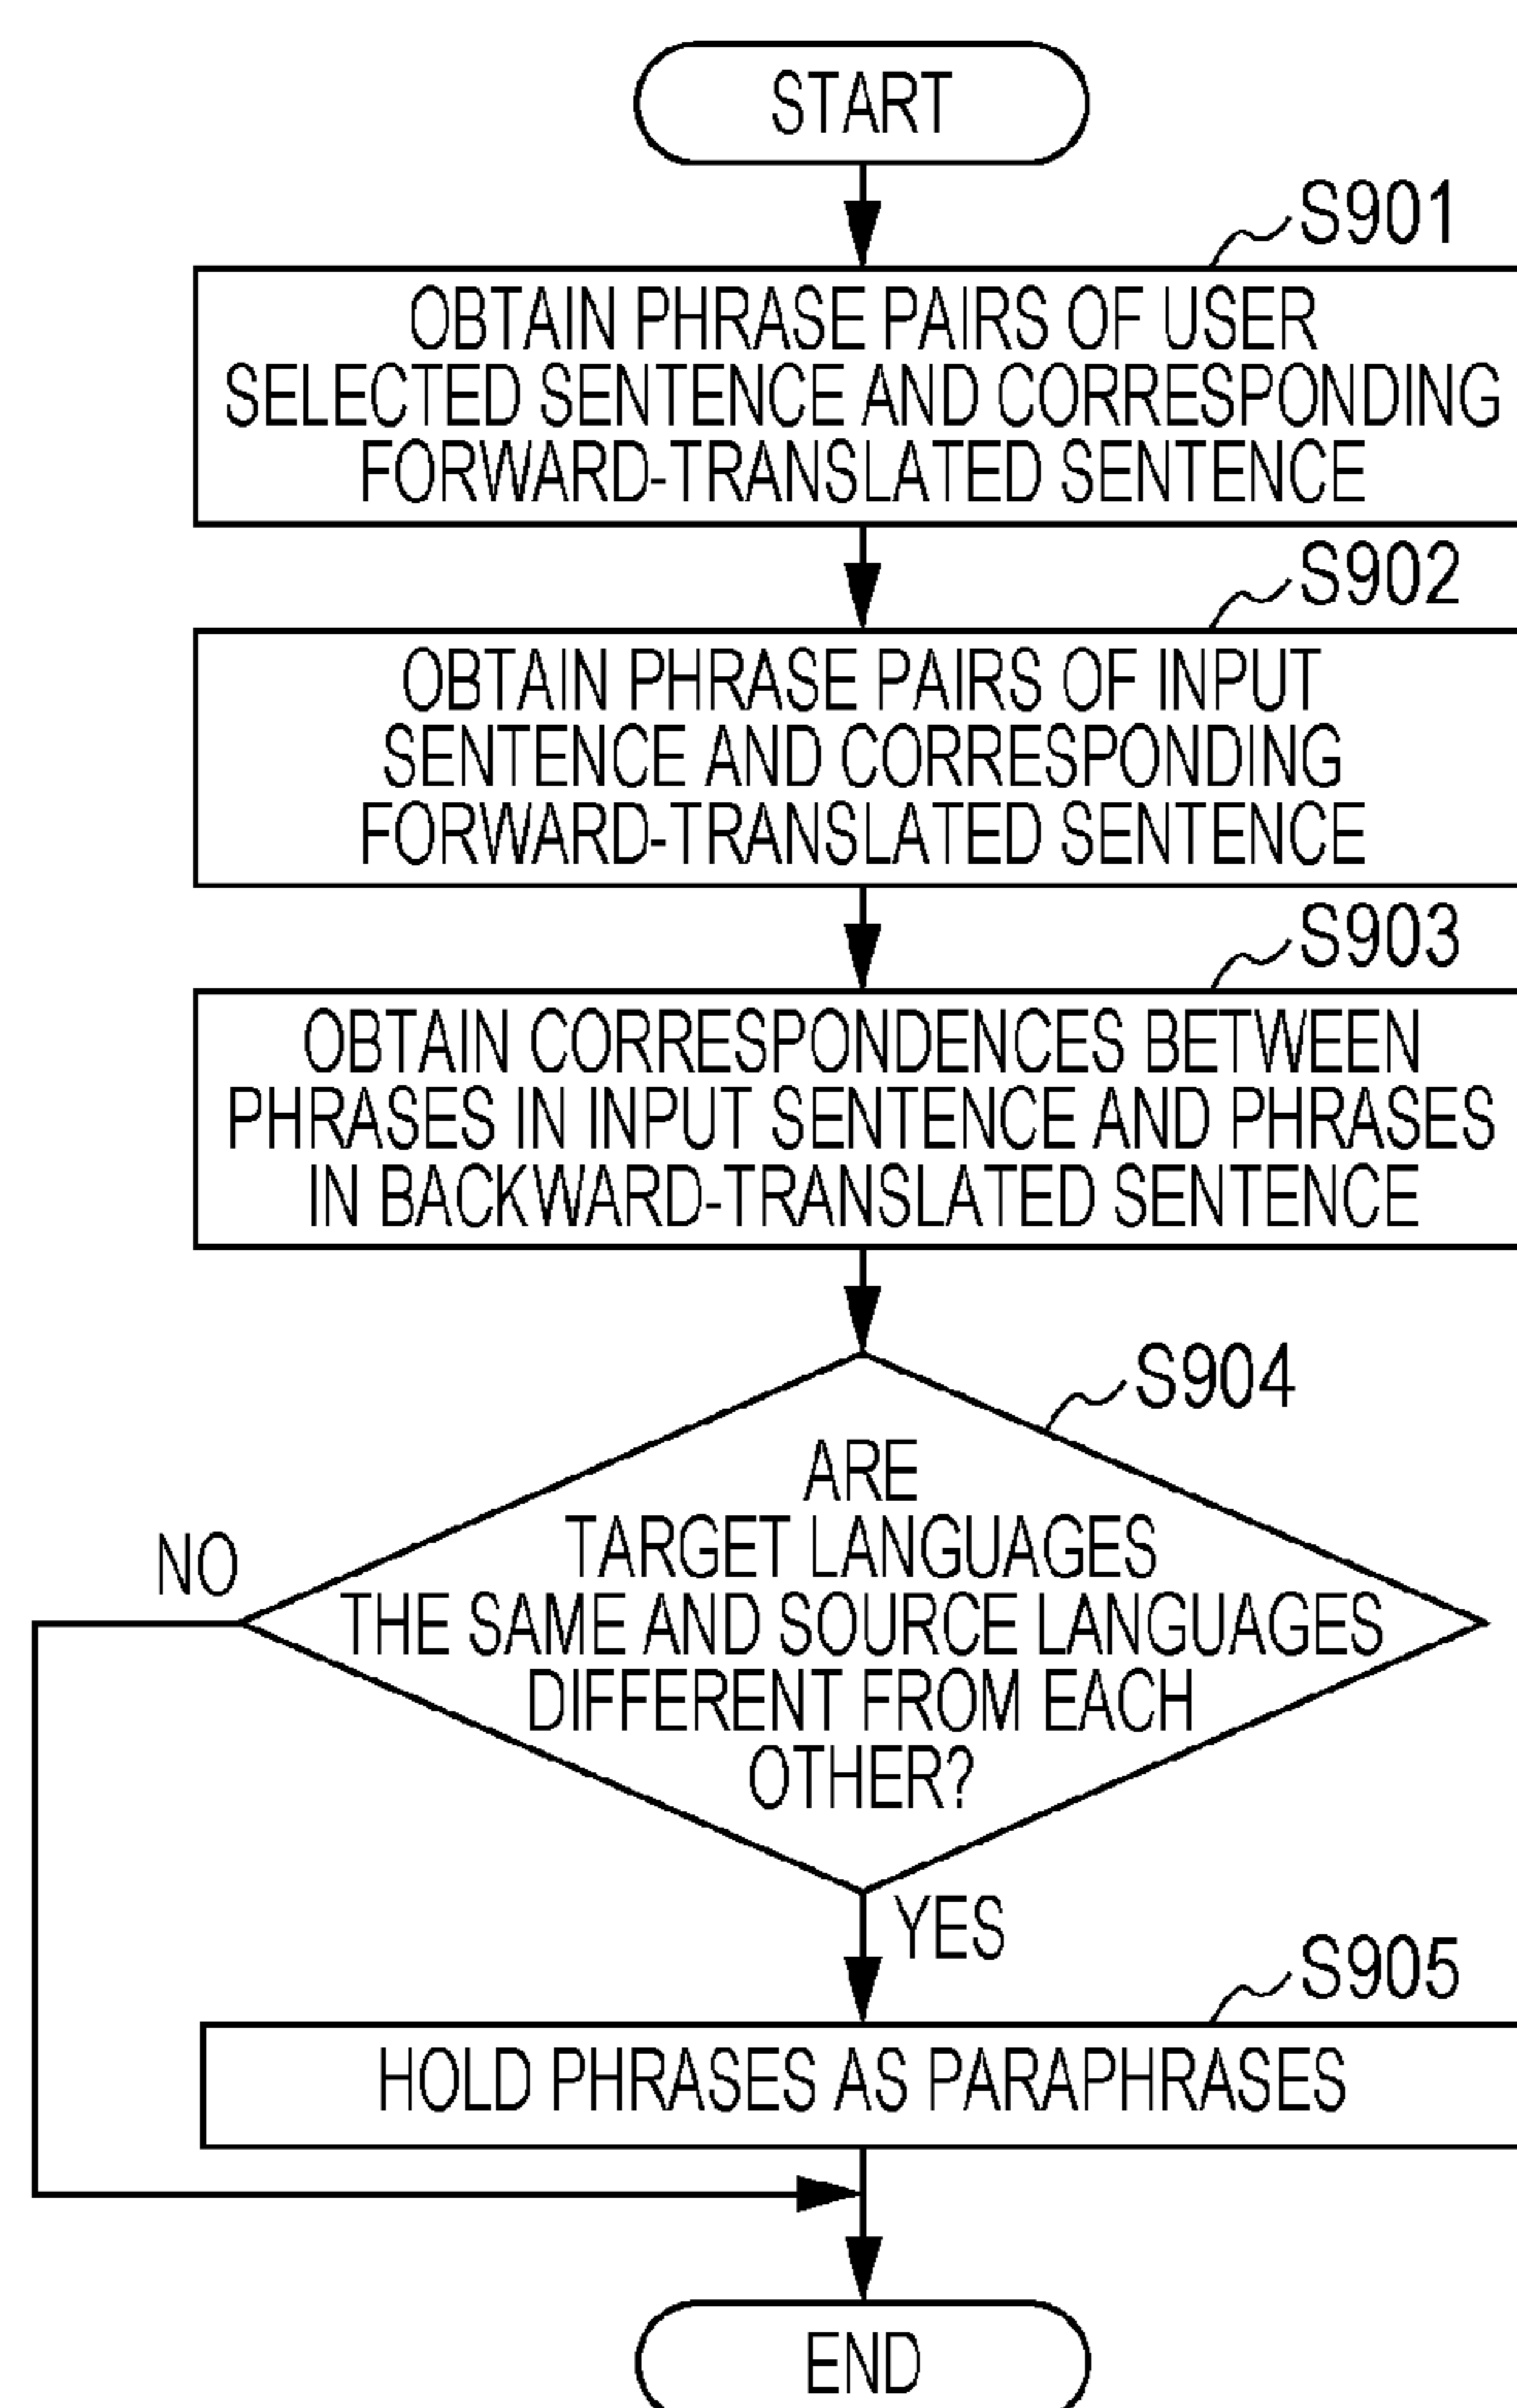 START
S901
OBTAIN PHRASE PAIRS OF USER
SELECTED SENTENCE AND CORRESPONDING
FORWARD-TRANSLATED SENTENCE
S902
OBTAIN PHRASE PAIRS OF INPUT
SENTENCE AND CORRESPONDING
FORWARD-TRANSLATED SENTENCE
S903
OBTAIN CORRESPONDENCES BETWEEN
PHRASES IN INPUT SENTENCE AND PHRASES
IN BACKWARD-TRANSLATED SENTENCE
S904
ARE
TARGET LANGUAGES
THE SAME AND SOURCE LANGUAGES
DIFFERENT FROM EACH
OTHER?
NO
YES
S905
HOLD PHRASES AS PARAPHRASES
END